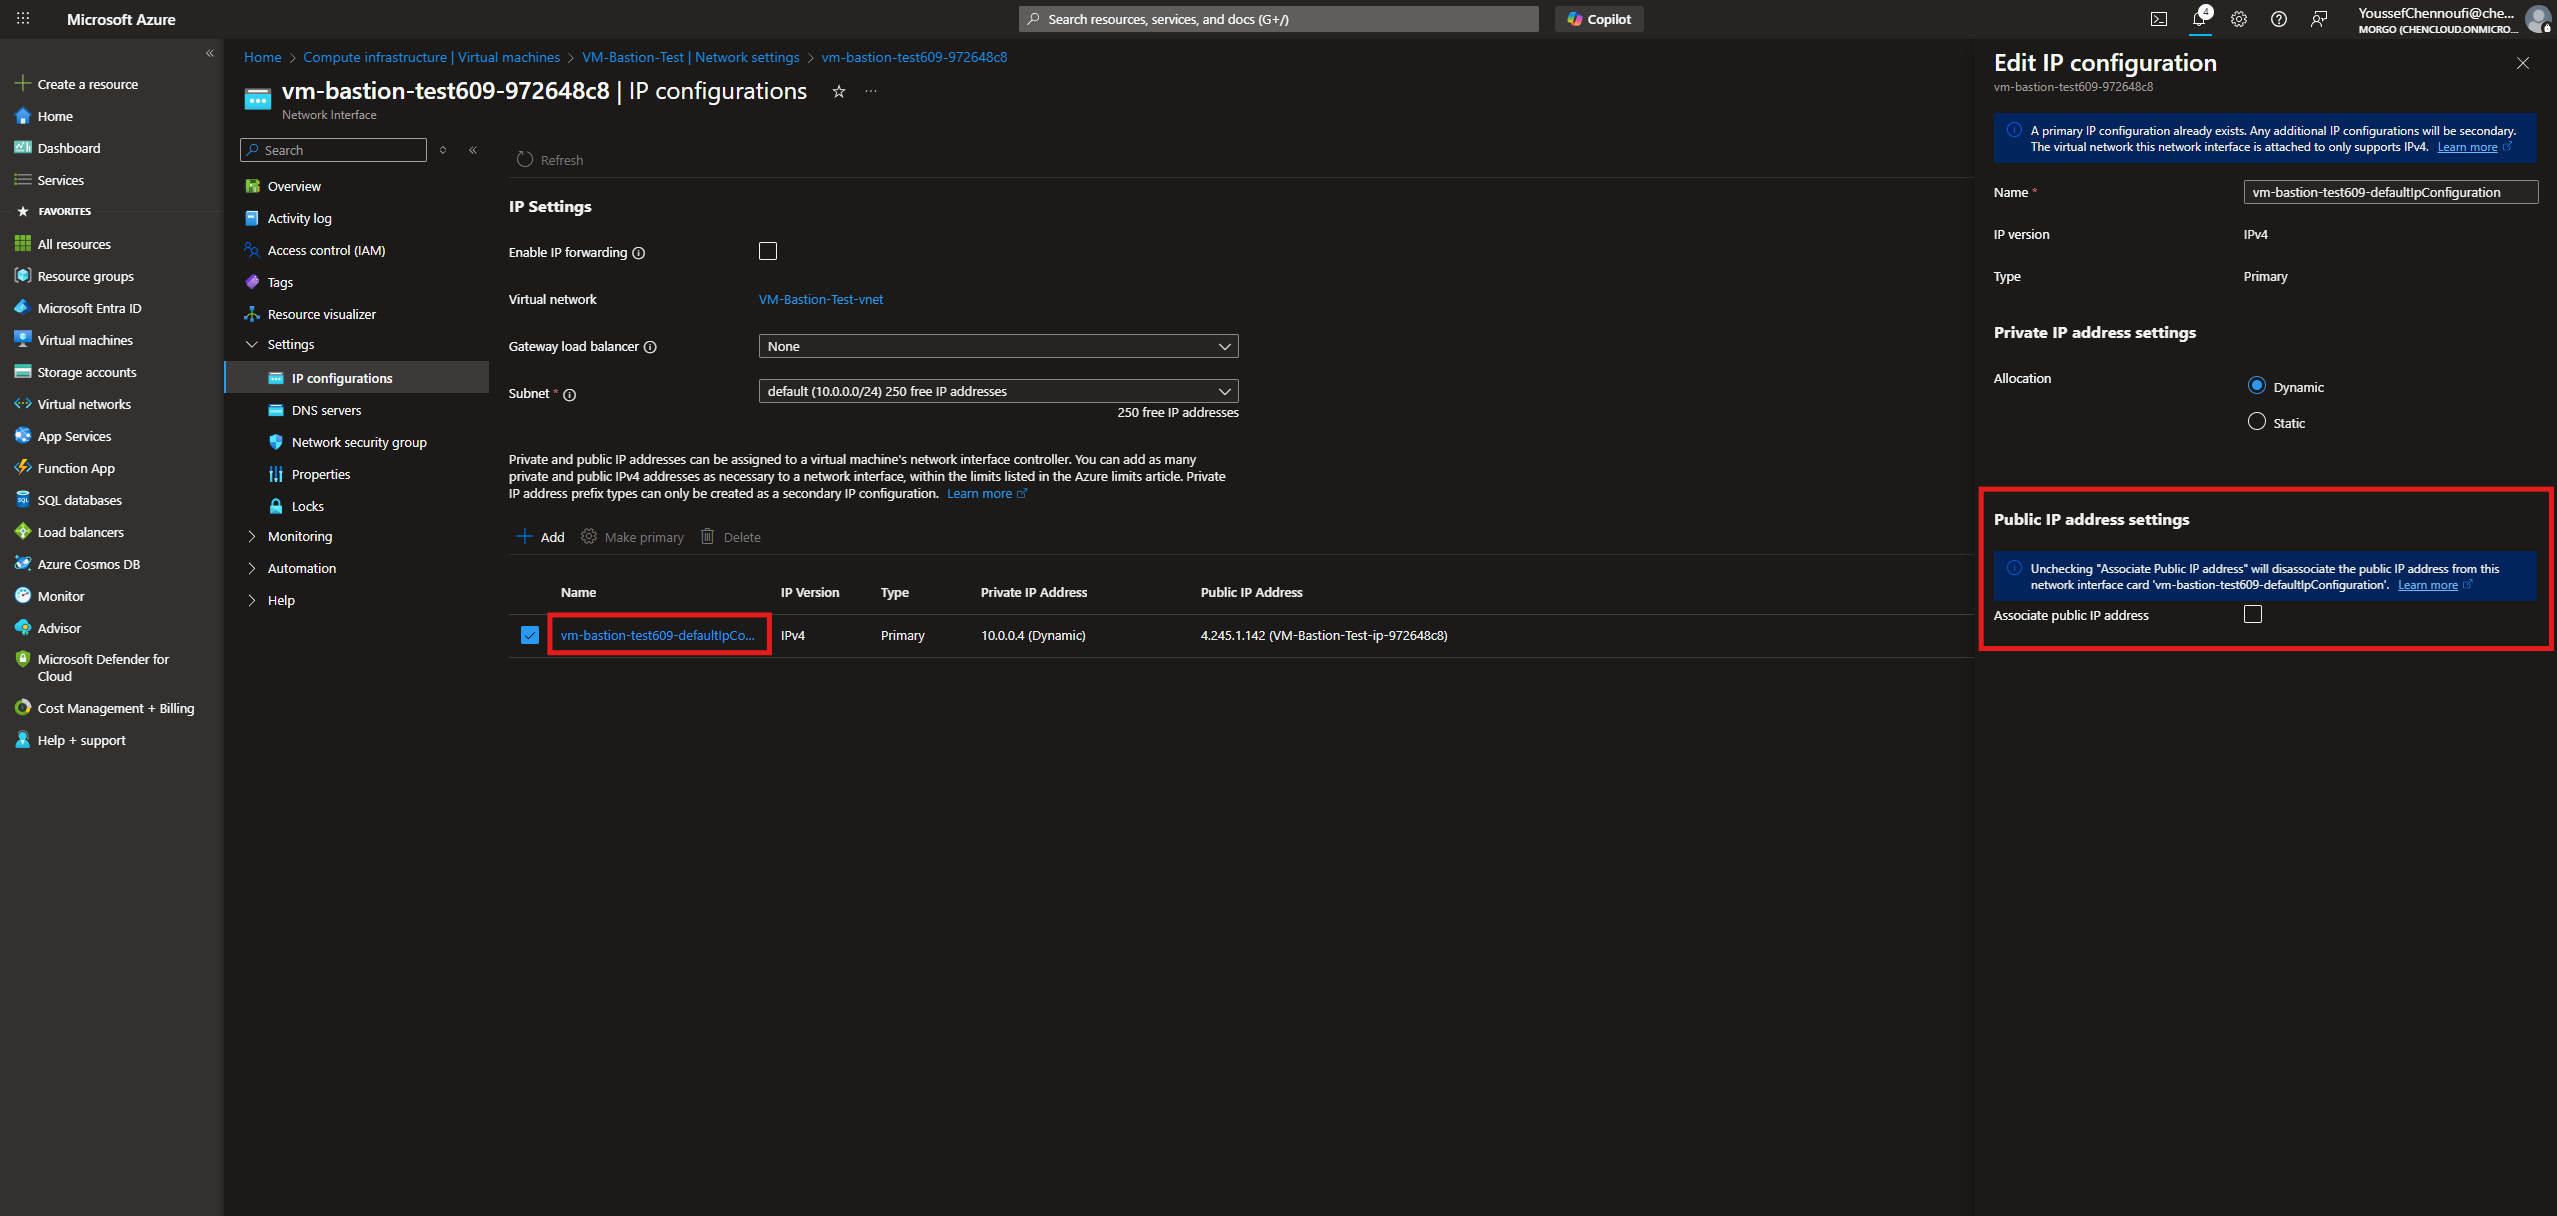 Microsoft Azure
Search resources, services, and docs (G+/)
Copilot
4
YoussefChennoufi@che...
MORGO (CHENCLOUD.ONMICRO...
Create a resource
Home
Dashboard
Services
FAVORITES
All resources
Resource groups
Microsoft Entra ID
Virtual machines
Storage accounts
Virtual networks
App Services
Function App
SQL databases
Load balancers
Azure Cosmos DB
Monitor
Advisor
Microsoft Defender for
Cloud
Cost Management + Billing
Help + support
Home > Compute infrastructure | Virtual machines > VM-Bastion-Test | Network settings > vm-bastion-test609-972648c8
vm-bastion-test609-972648c8 | IP configurations
Network Interface
Search
Overview
Activity log
Access control (IAM)
Tags
Resource visualizer
Settings
IP configurations
DNS servers
Network security group
Properties
Locks
Monitoring
Automation
Help
Refresh
IP Settings
Enable IP forwarding
Virtual network
VM-Bastion-Test-vnet
Gateway load balancer
None
Subnet *
default (10.0.0.0/24) 250 free IP addresses
250 free IP addresses
Private and public IP addresses can be assigned to a virtual machine's network interface controller. You can add as many
private and public IPv4 addresses as necessary to a network interface, within the limits listed in the Azure limits article. Private
IP address prefix types can only be created as a secondary IP configuration. Learn more
Add
Make primary
Delete
Name IP Version Type Private IP Address Public IP Address
vm-bastion-test609-defaultIpCo... IPv4 Primary 10.0.0.4 (Dynamic) 4.245.1.142 (VM-Bastion-Test-ip-972648c8)
Edit IP configuration
vm-bastion-test609-972648c8
A primary IP configuration already exists. Any additional IP configurations will be secondary.
The virtual network this network interface is attached to only supports IPv4. Learn more
Name *
vm-bastion-test609-defaultIpConfiguration
IP version
IPv4
Type
Primary
Private IP address settings
Allocation
Dynamic
Static
Public IP address settings
Unchecking "Associate Public IP address" will disassociate the public IP address from this
network interface card 'vm-bastion-test609-defaultIpConfiguration'. Learn more
Associate public IP address